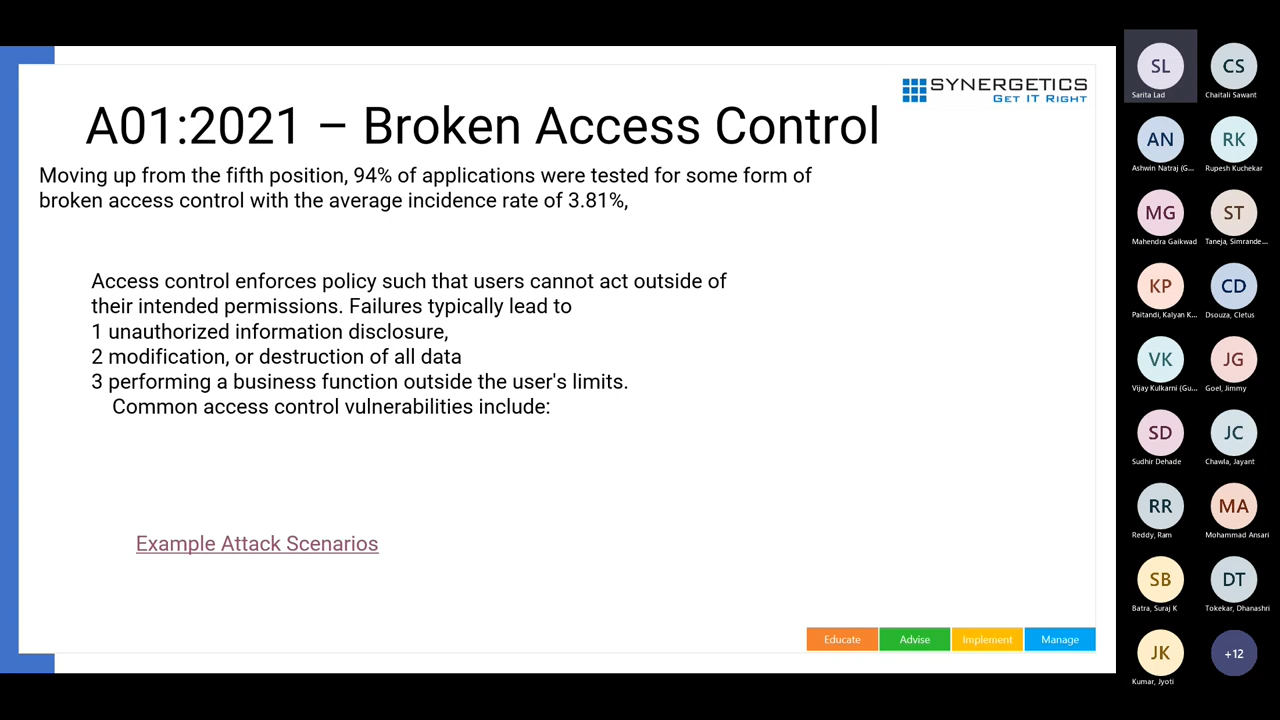 SYNERGETICS
GET IT RIGHT
A01:2021 – Broken Access Control
Moving up from the fifth position, 94% of applications were tested for some form of
broken access control with the average incidence rate of 3.81%,
Access control enforces policy such that users cannot act outside of
their intended permissions. Failures typically lead to
1 unauthorized information disclosure,
2 modification, or destruction of all data
3 performing a business function outside the user's limits.
Common access control vulnerabilities include:
Example Attack Scenarios
Educate Advise Implement Manage
SL CS
Sarita Lad Chaitali Sawant
AN RK
Ashwin Natraj (G... Rupesh Kuchekar
MG ST
Mahendra Gaikwad Taneja, Simrande...
KP CD
Paitandi, Kalyan K... Dsouza, Cletus
VK JG
Vijay Kulkarni (Gu... Goel, Jimmy
SD JC
Sudhir Dehade Chawla, Jayant
RR MA
Reddy, Ram Mohammad Ansari
SB DT
Batra, Suraj K Tokekar, Dhanashri
JK +12
Kumar, Jyoti